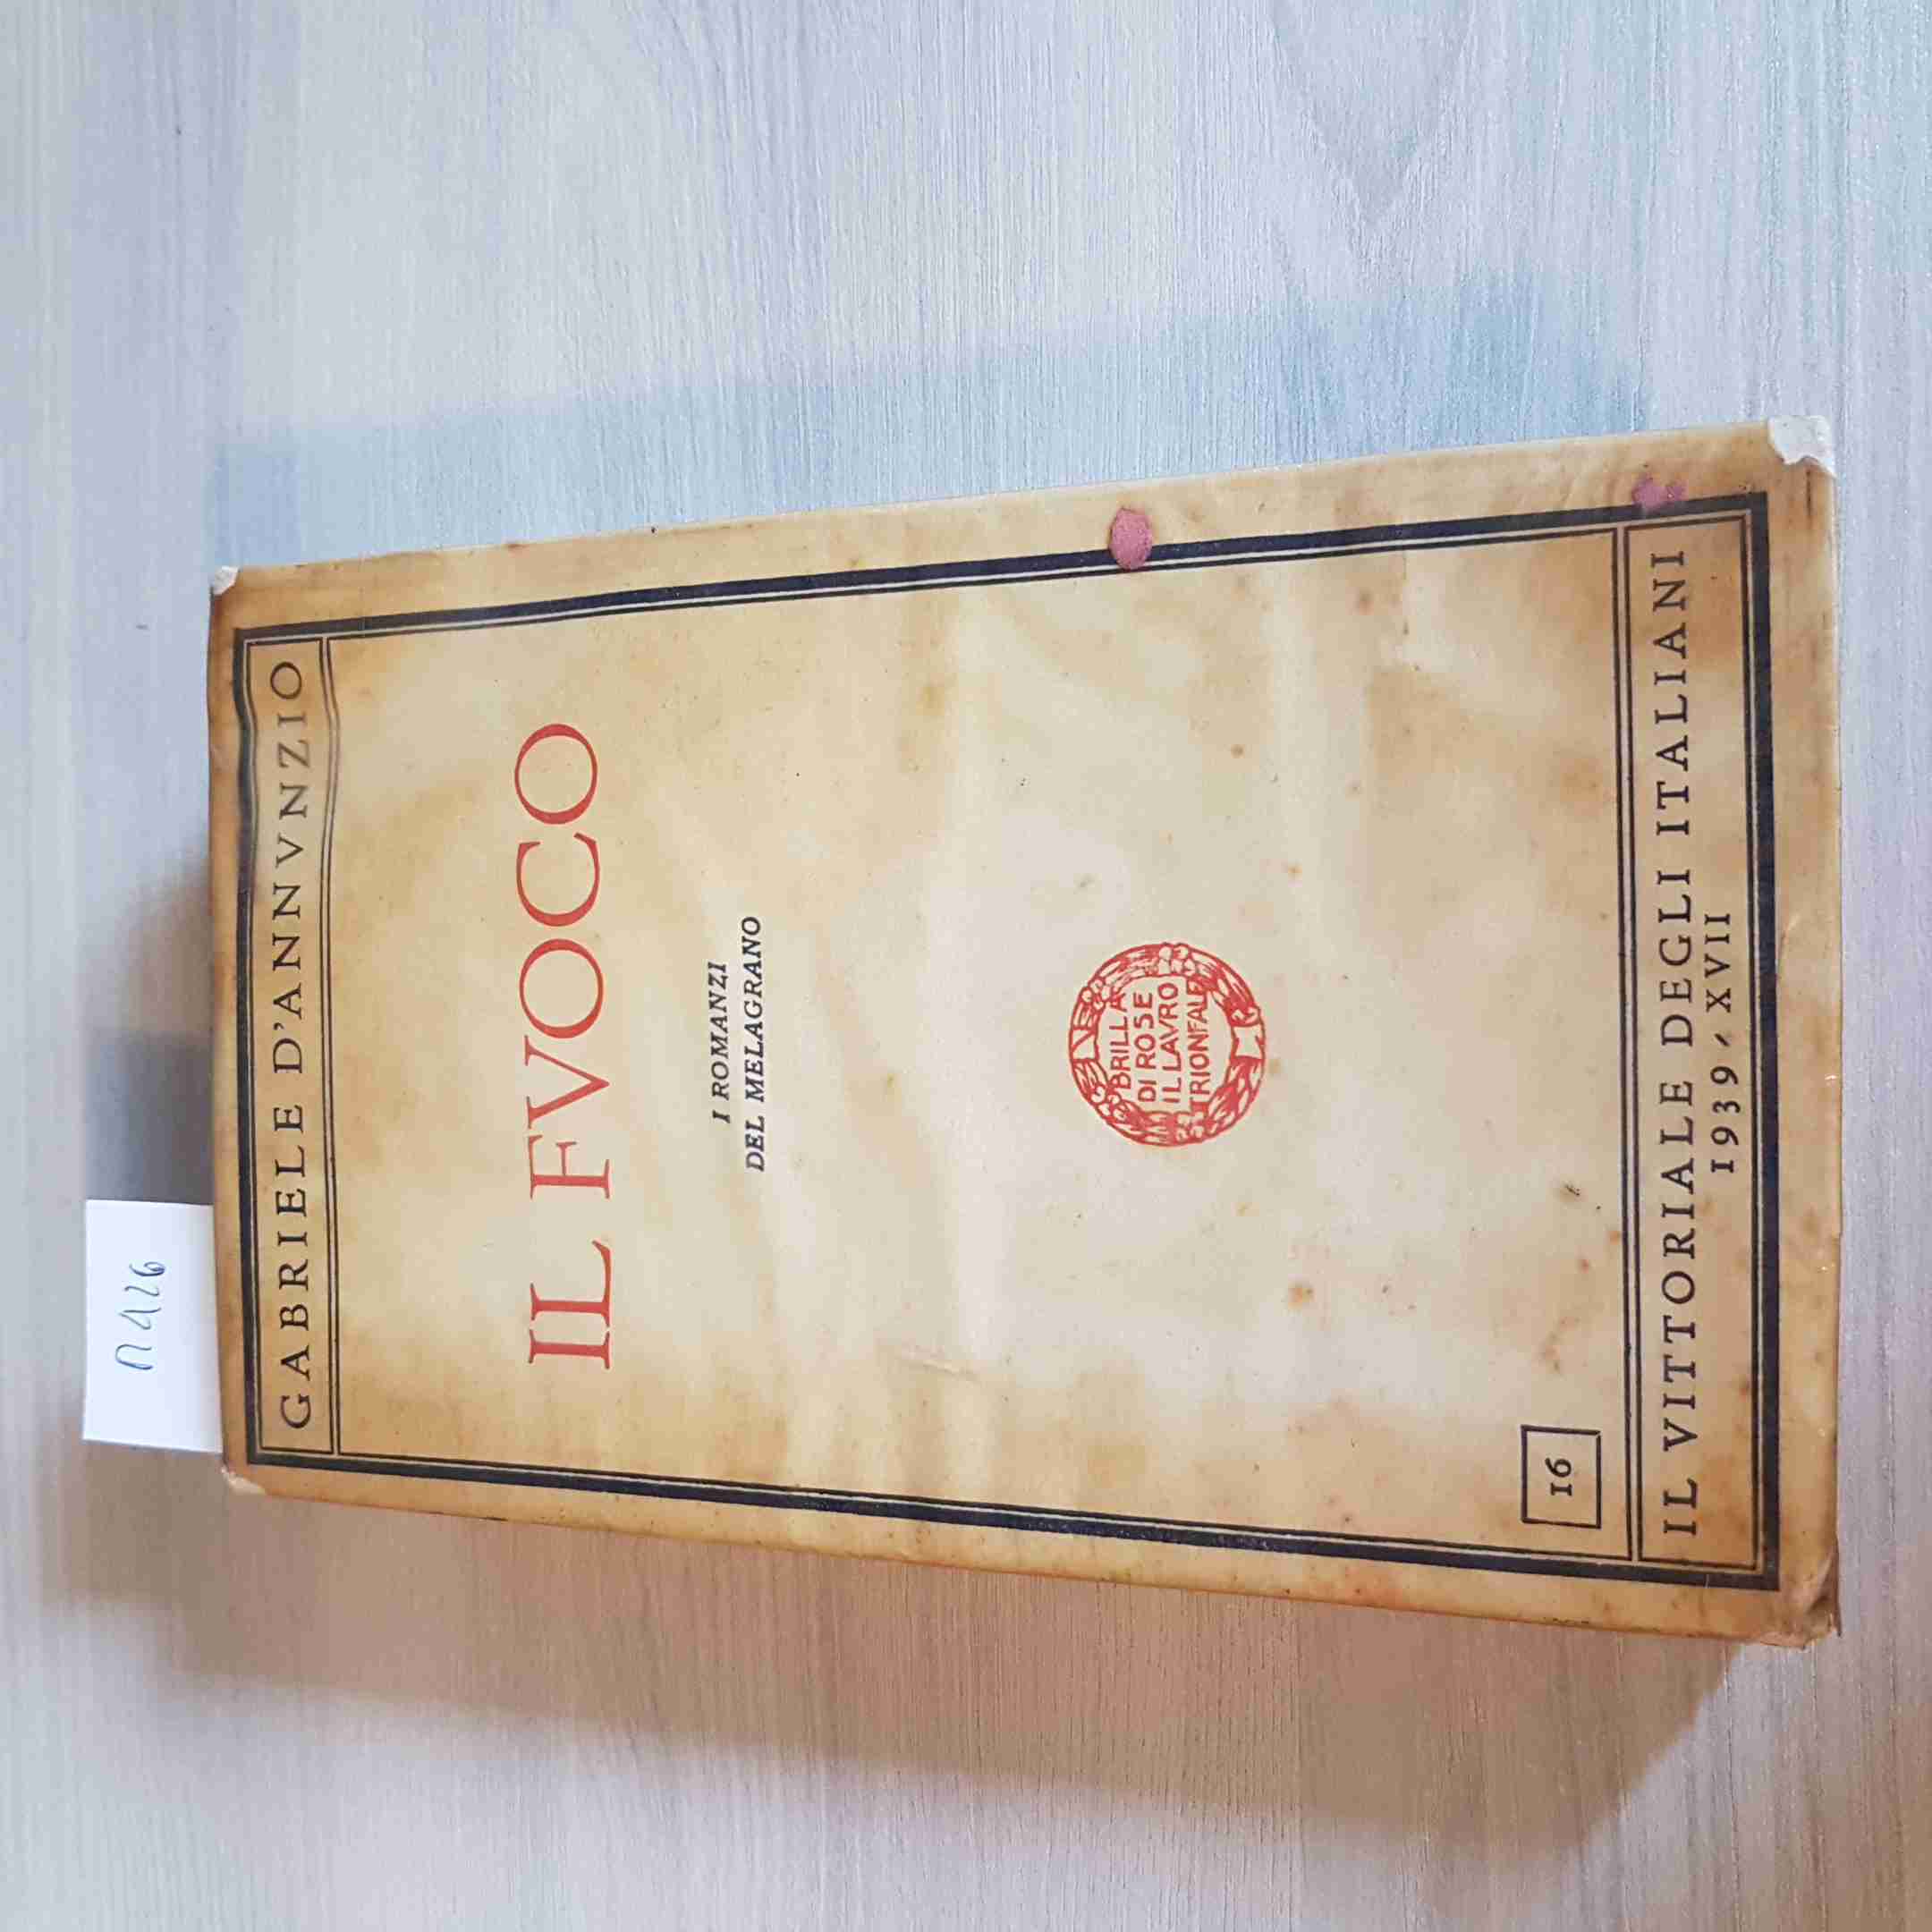 GABRIELE D'ANNVNZIO
IL FVOCO
I ROMANZI
DEL MELAGRANO
BRILLA
DI ROSE
IL LAVRO
TRIONFALE
16
IL VITTORIALE DEGLI ITALIANI
1939 - XVII